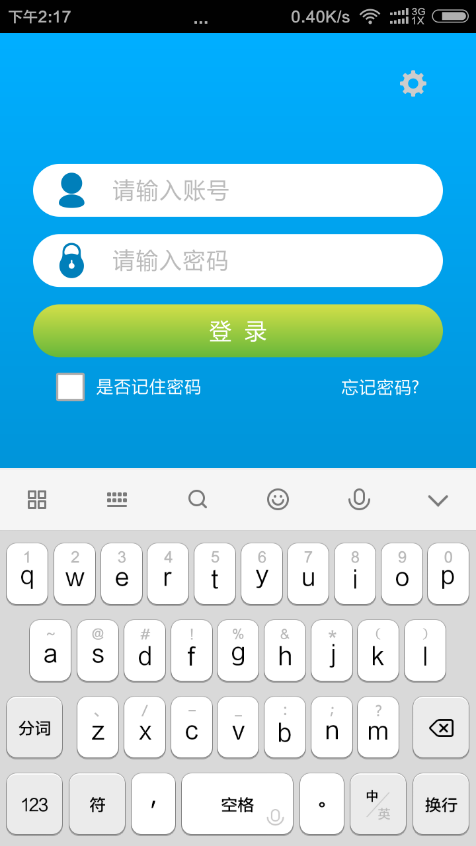 下午2:17 ... 0.40K/s 3G 1X
请输入账号
请输入密码
登 录
是否记住密码 忘记密码?
1 2 3 4 5 6 7 8 9 0
q w e r t y u i o p
~ @ # ! % & * ( )
a s d f g h j k l
、 / – _ : ; ?
分词 z x c v b n m
123 符 , 空格 。 中/英 换行